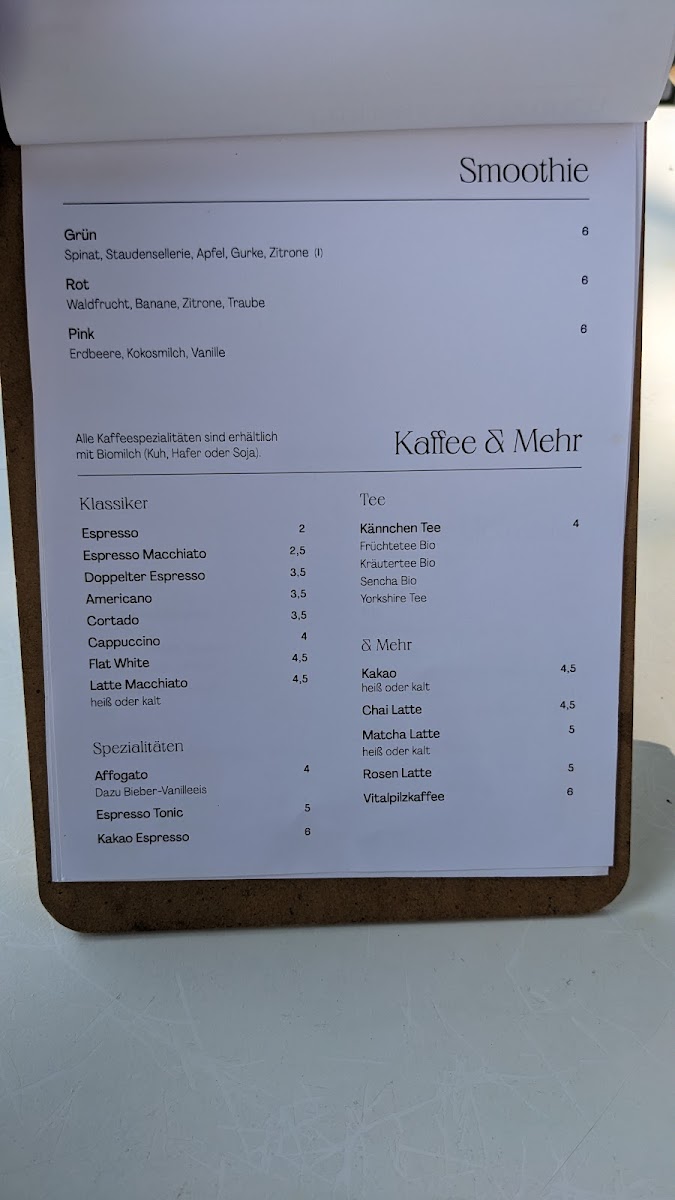 Smoothie
Grün 6
Spinat, Staudensellerie, Apfel, Gurke, Zitrone (I)
Rot 6
Waldfrucht, Banane, Zitrone, Traube
Pink 6
Erdbeere, Kokosmilch, Vanille
Alle Kaffeespezialitäten sind erhältlich
mit Biomilch (Kuh, Hafer oder Soja).
Kaffee & Mehr
Klassiker
Espresso 2
Espresso Macchiato 2,5
Doppelter Espresso 3,5
Americano 3,5
Cortado 3,5
Cappuccino 4
Flat White 4,5
Latte Macchiato 4,5
heiß oder kalt
Spezialitäten
Affogato 4
Dazu Bieber-Vanilleeis
Espresso Tonic 5
Kakao Espresso 6
Tee
Kännchen Tee 4
Früchtetee Bio
Kräutertee Bio
Sencha Bio
Yorkshire Tee
& Mehr
Kakao 4,5
heiß oder kalt
Chai Latte 4,5
Matcha Latte 5
heiß oder kalt
Rosen Latte 5
Vitalpilzkaffee 6